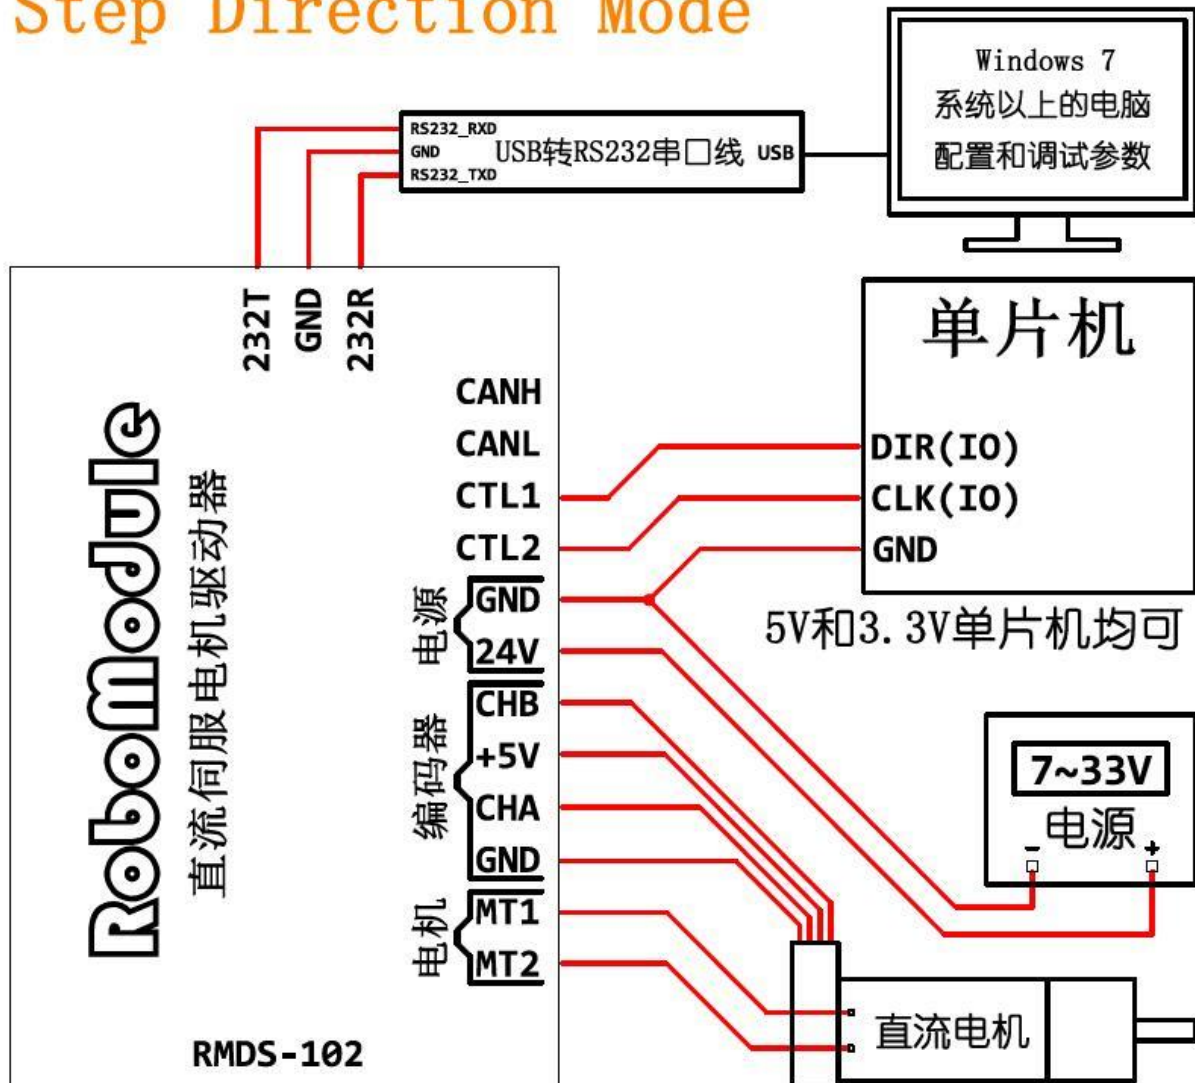 Step Direction Mode
Windows 7
系统以上的电脑
配置和调试参数
RS232_RXD
GND
RS232_TXD
USB转RS232串口线
USB
232T
GND
232R
单片机
DIR(IO)
CLK(IO)
GND
5V和3.3V单片机均可
RoboModule
直流伺服电机驱动器
CANH
CANL
CTL1
CTL2
电源
GND
24V
编码器
CHB
+5V
CHA
GND
电机
MT1
MT2
7~33V
电源
- +
直流电机
RMDS-102